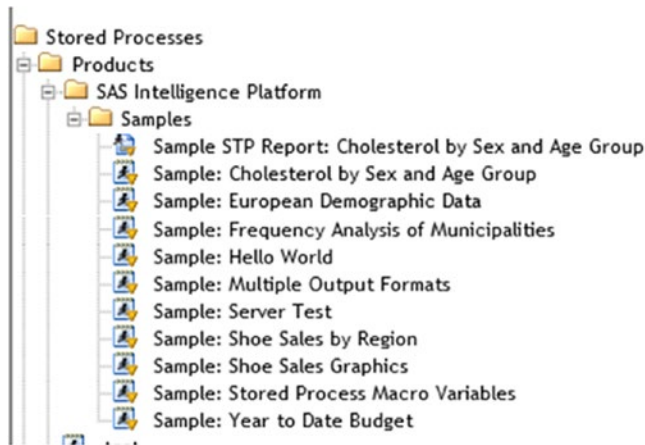 Stored Processes
Products
SAS Intelligence Platform
Samples
Sample STP Report: Cholesterol by Sex and Age Group
Sample: Cholesterol by Sex and Age Group
Sample: European Demographic Data
Sample: Frequency Analysis of Municipalities
Sample: Hello World
Sample: Multiple Output Formats
Sample: Server Test
Sample: Shoe Sales by Region
Sample: Shoe Sales Graphics
Sample: Stored Process Macro Variables
Sample: Year to Date Budget